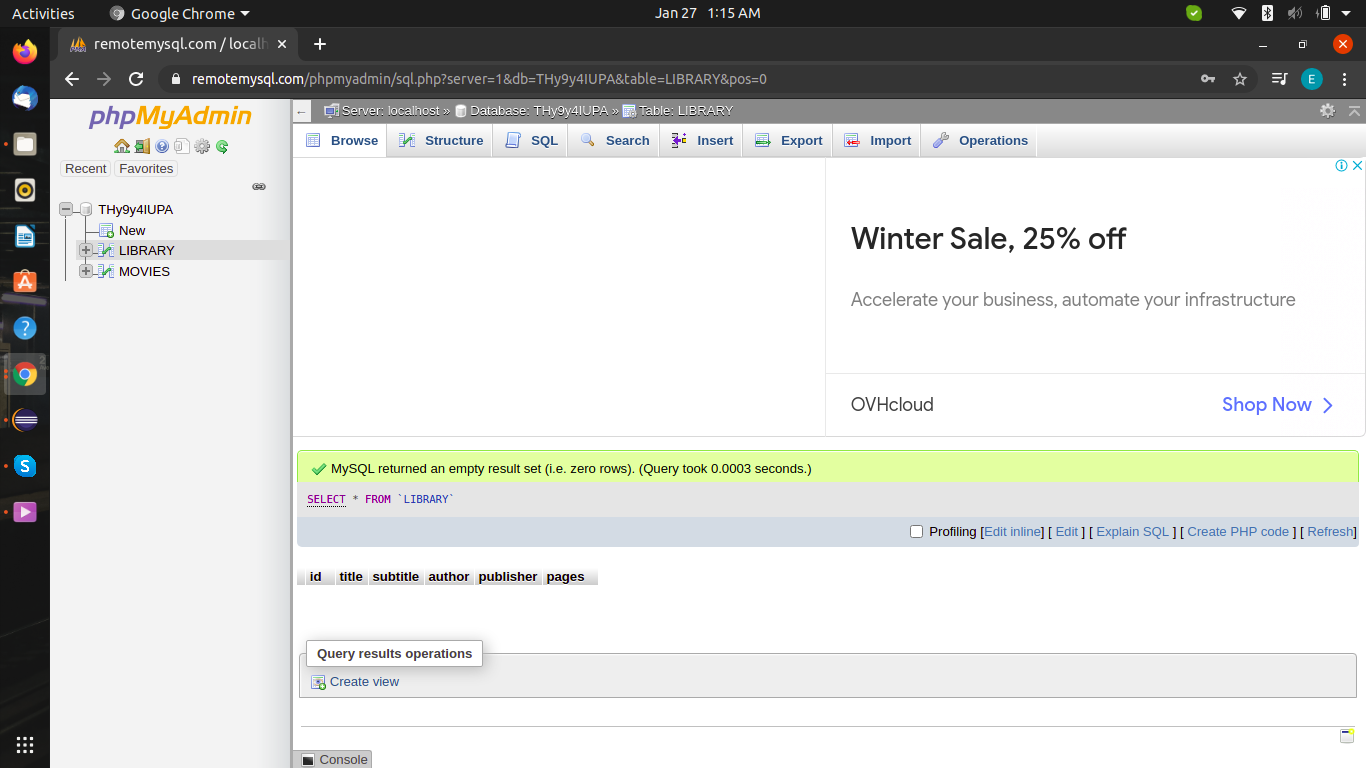 Activities
Google Chrome
Jan 27 1:15 AM
remotemysql.com / localh
remotemysql.com/phpmyadmin/sql.php?server=1&db=THy9y4IUPA&table=LIBRARY&pos=0
E
phpMyAdmin
Recent
Favorites
THy9y4IUPA
New
LIBRARY
MOVIES
Server: localhost » Database: THy9y4IUPA » Table: LIBRARY
Browse Structure SQL Search Insert Export Import Operations
Winter Sale, 25% off
Accelerate your business, automate your infrastructure
OVHcloud
Shop Now
MySQL returned an empty result set (i.e. zero rows). (Query took 0.0003 seconds.)
SELECT * FROM `LIBRARY`
Profiling [Edit inline] [ Edit ] [ Explain SQL ] [ Create PHP code ] [ Refresh]
id title subtitle author publisher pages
Query results operations
Create view
Console